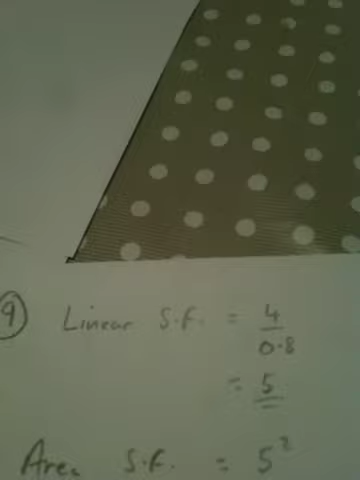 9 Linear S.F. = 4/0.8
= 5
Area S.F. = 5²